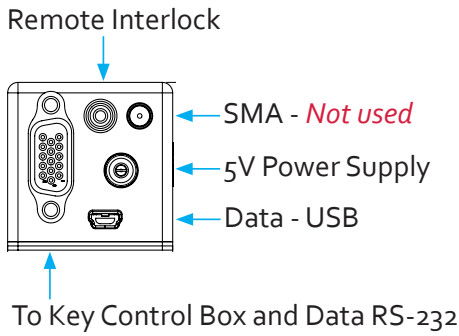 Remote Interlock
SMA - Not used
5V Power Supply
Data - USB
To Key Control Box and Data RS-232